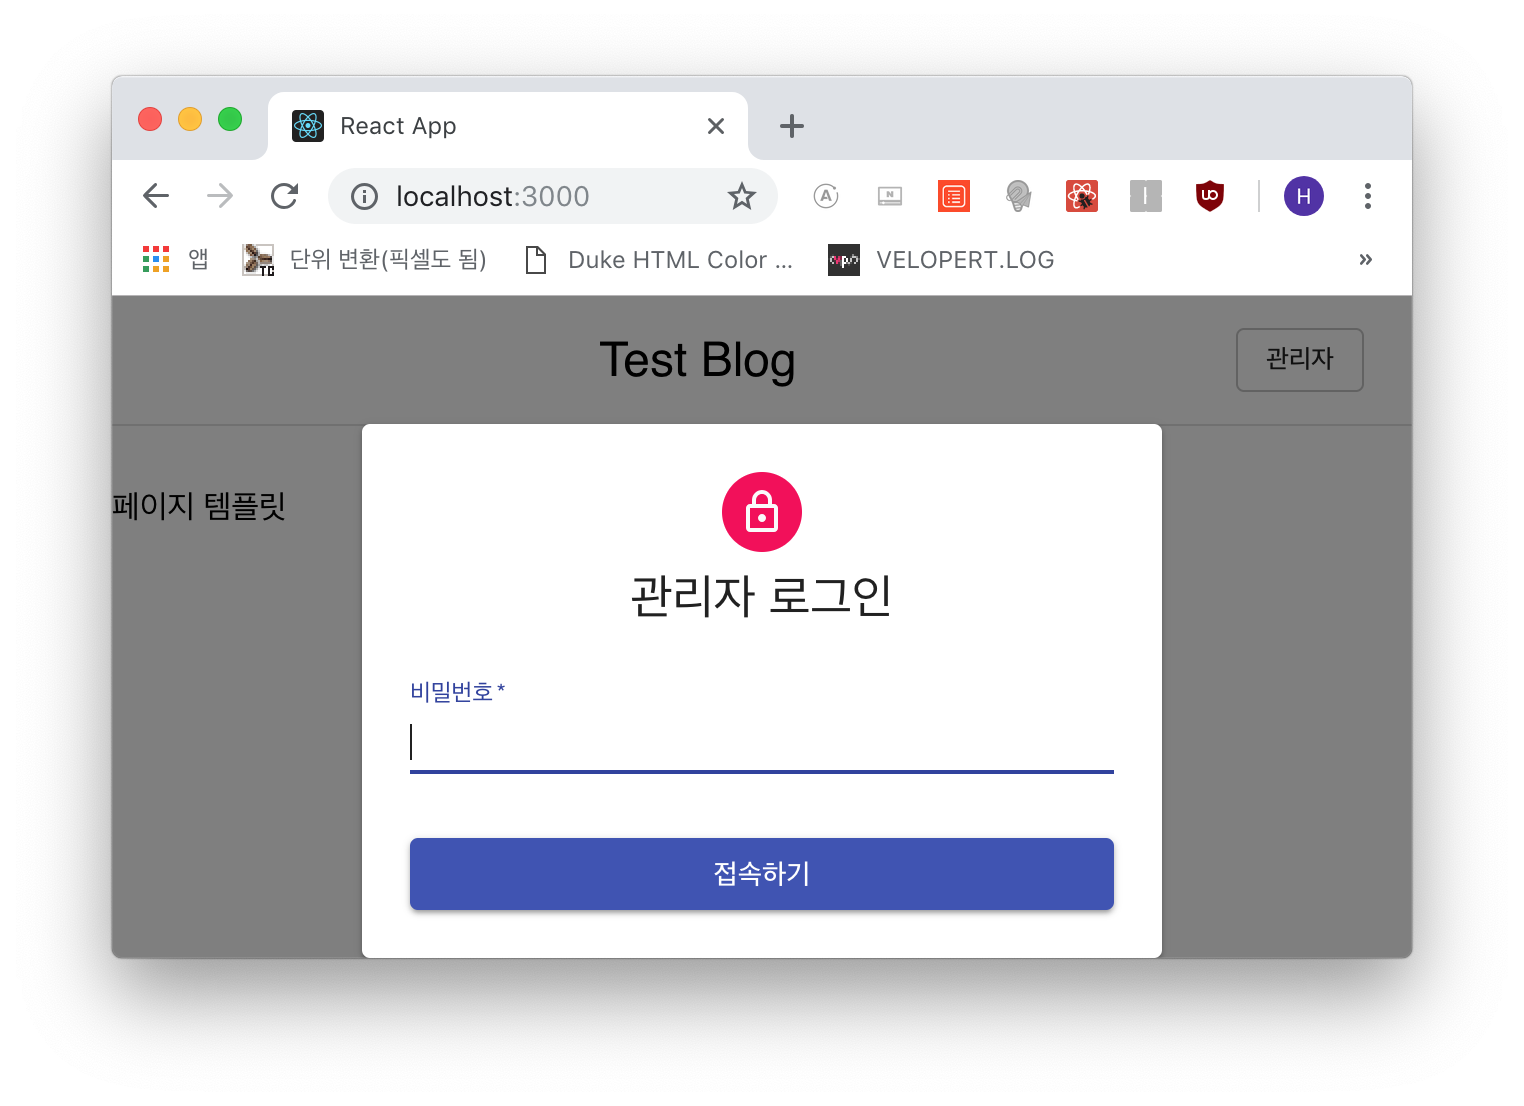 React App
localhost:3000
H
앱
TC
단위 변환(픽셀도 됨)
Duke HTML Color ...
VELOPERT.LOG
»
Test Blog
관리자
페이지 템플릿
관리자 로그인
비밀번호 *
접속하기